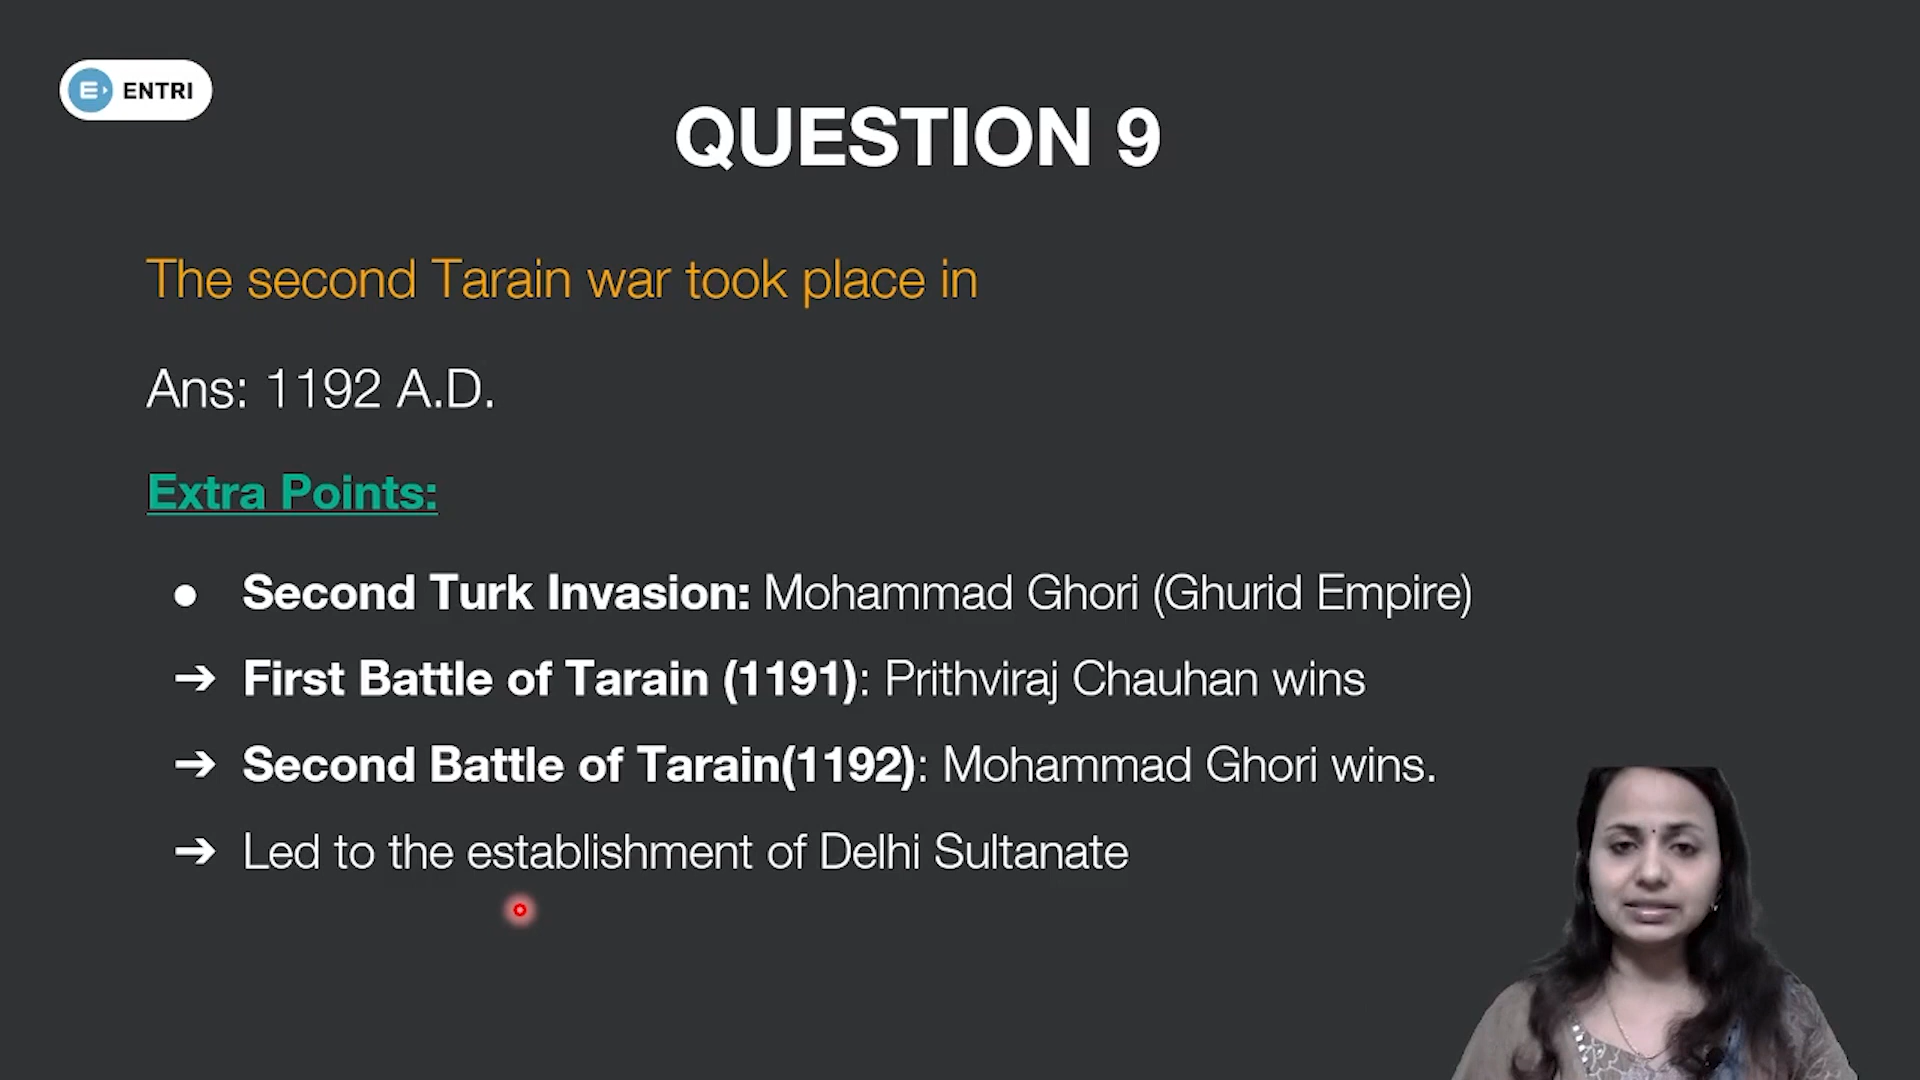 ENTRI
QUESTION 9
The second Tarain war took place in
Ans: 1192 A.D.
Extra Points:
● Second Turk Invasion: Mohammad Ghori (Ghurid Empire)
➔ First Battle of Tarain (1191): Prithviraj Chauhan wins
➔ Second Battle of Tarain(1192): Mohammad Ghori wins.
➔ Led to the establishment of Delhi Sultanate